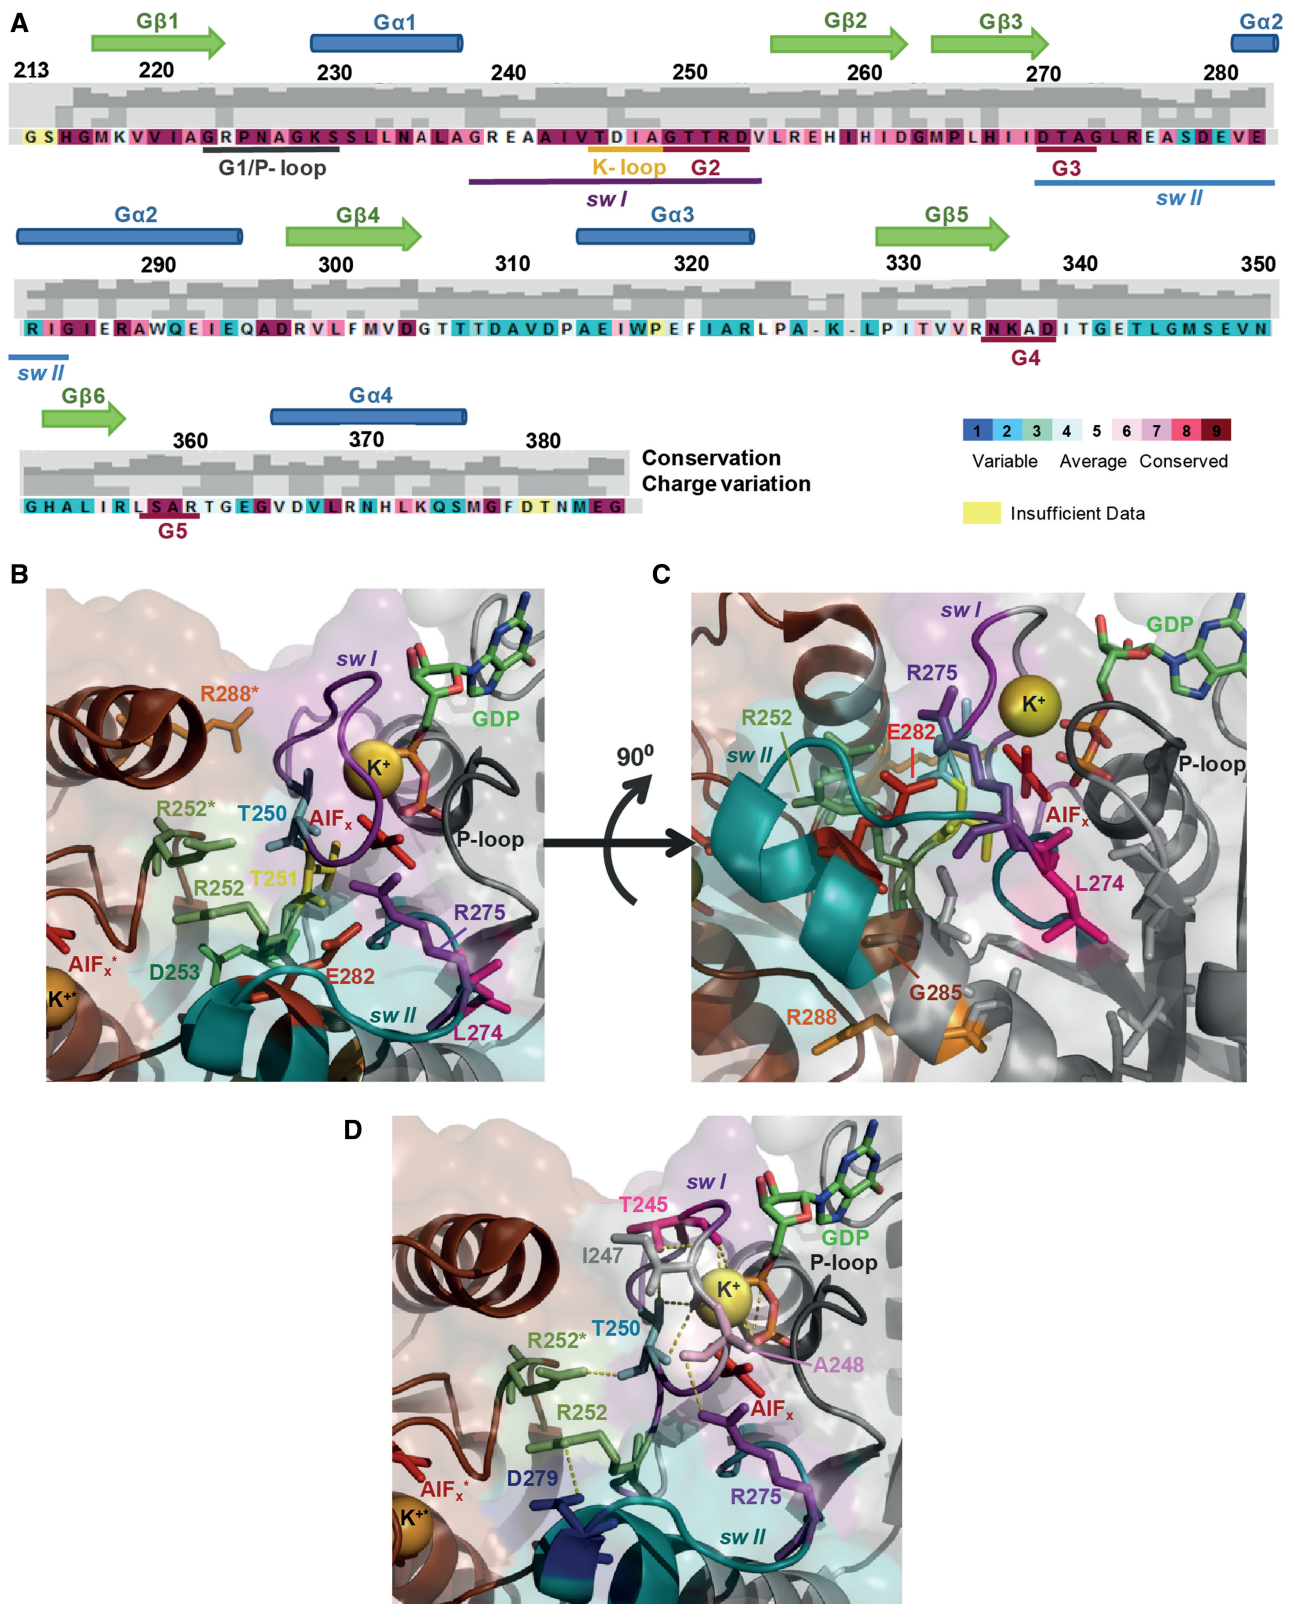 A
Gβ1 Gα1 Gβ2 Gβ3 Gα2
213 220 230 240 250 260 270 280
G S H G M K V V I A G R P N A G K S S L L N A L A G R E A A I V T D I A G T T R D V L R E H I H I D G M P L H I I D T A G L R E A S D E V E
G1/P- loop K- loop G2 G3
sw I sw II
Gα2 Gβ4 Gα3 Gβ5
290 300 310 320 330 340 350
R I G I E R A W Q E I E Q A D R V L F M V D G T T T D A V D P A E I W P E F I A R L P A - K - L P I T V V R N K A D I T G E T L G M S E V N
sw II G4
Gβ6 Gα4
360 370 380
Conservation
Charge variation
G H A L I R L S A R T G E G V D V L R N H L K Q S M G F D T N M E G
G5
1 2 3 4 5 6 7 8 9
Variable Average Conserved
Insufficient Data
B
sw I
R288*
GDP
K+
R252*
T250
AlFx
P-loop
T251
R252
R275
AlFx*
D253
E282
K+*
sw II
L274
90⁰
C
sw I
GDP
R275
K+
R252
E282
sw II
P-loop
AlFx
L274
G285
R288
D
sw I
T245
I247
GDP
P-loop
K+
T250
R252*
A248
AlFx
R252
D279
R275
AlFx*
K+*
sw II